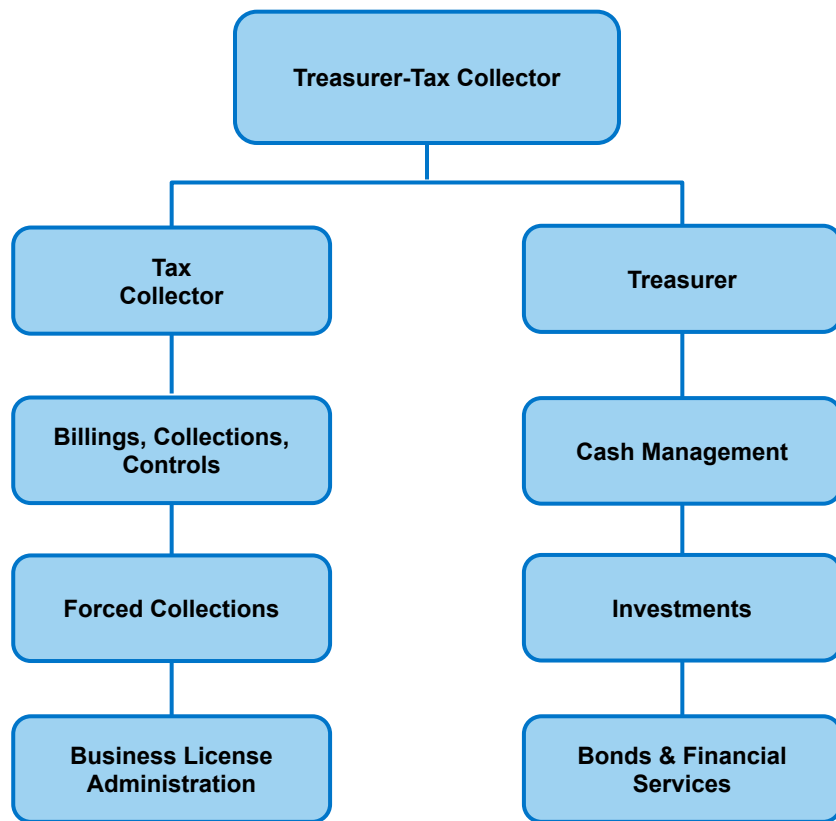 Treasurer-Tax Collector
Tax
Collector
Treasurer
Billings, Collections,
Controls
Cash Management
Forced Collections
Investments
Business License
Administration
Bonds & Financial
Services